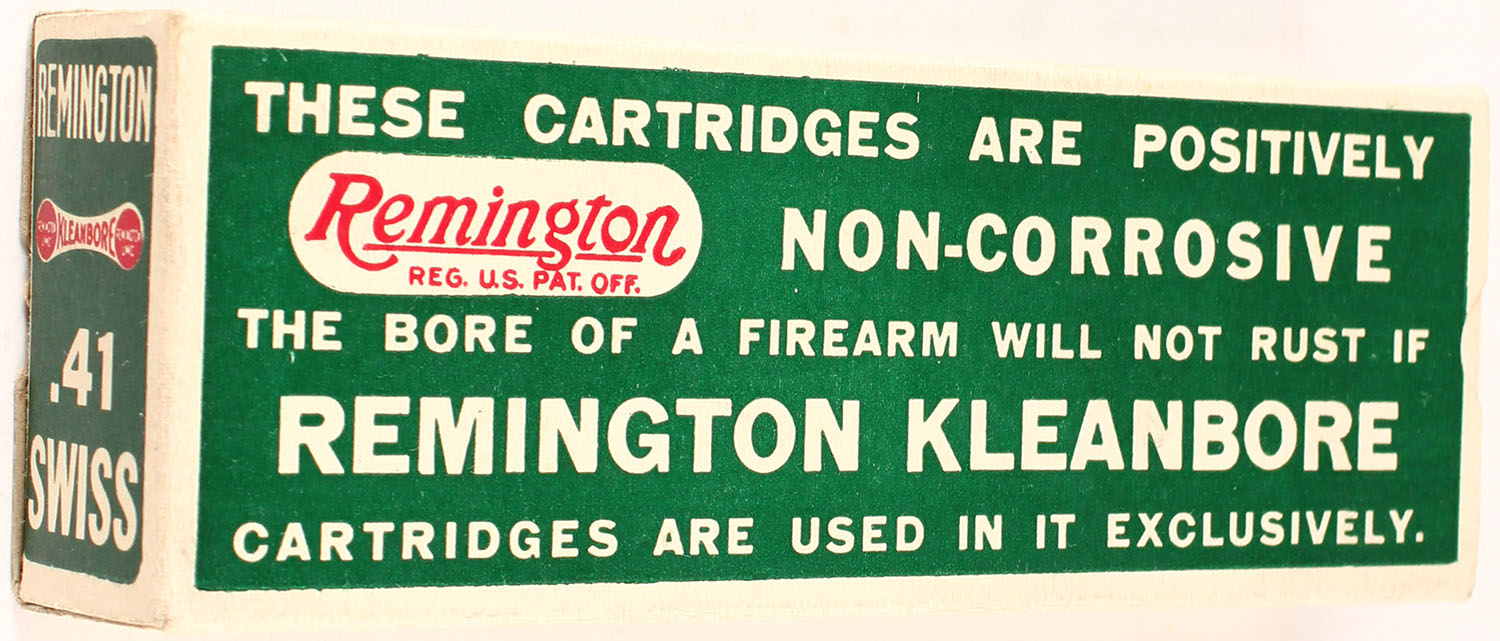 REMINGTON
KLEANBORE
.41
SWISS
THESE CARTRIDGES ARE POSITIVELY
Remington
REG. U.S. PAT. OFF.
NON-CORROSIVE
THE BORE OF A FIREARM WILL NOT RUST IF
REMINGTON KLEANBORE
CARTRIDGES ARE USED IN IT EXCLUSIVELY.